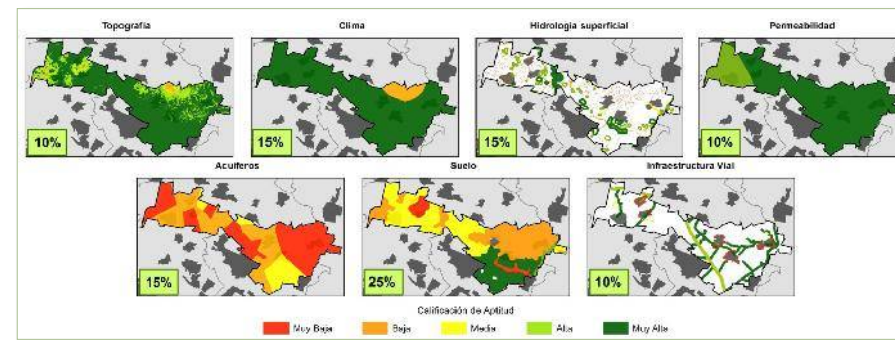 Topografía
Clima
Hidrología superficial
Permeabilidad
10%
15%
15%
10%
Acuíferos
Suelo
Infraestructura Vial
15%
25%
10%
Calificación de Aptitud
Muy Baja
Baja
Media
Alta
Muy Alta